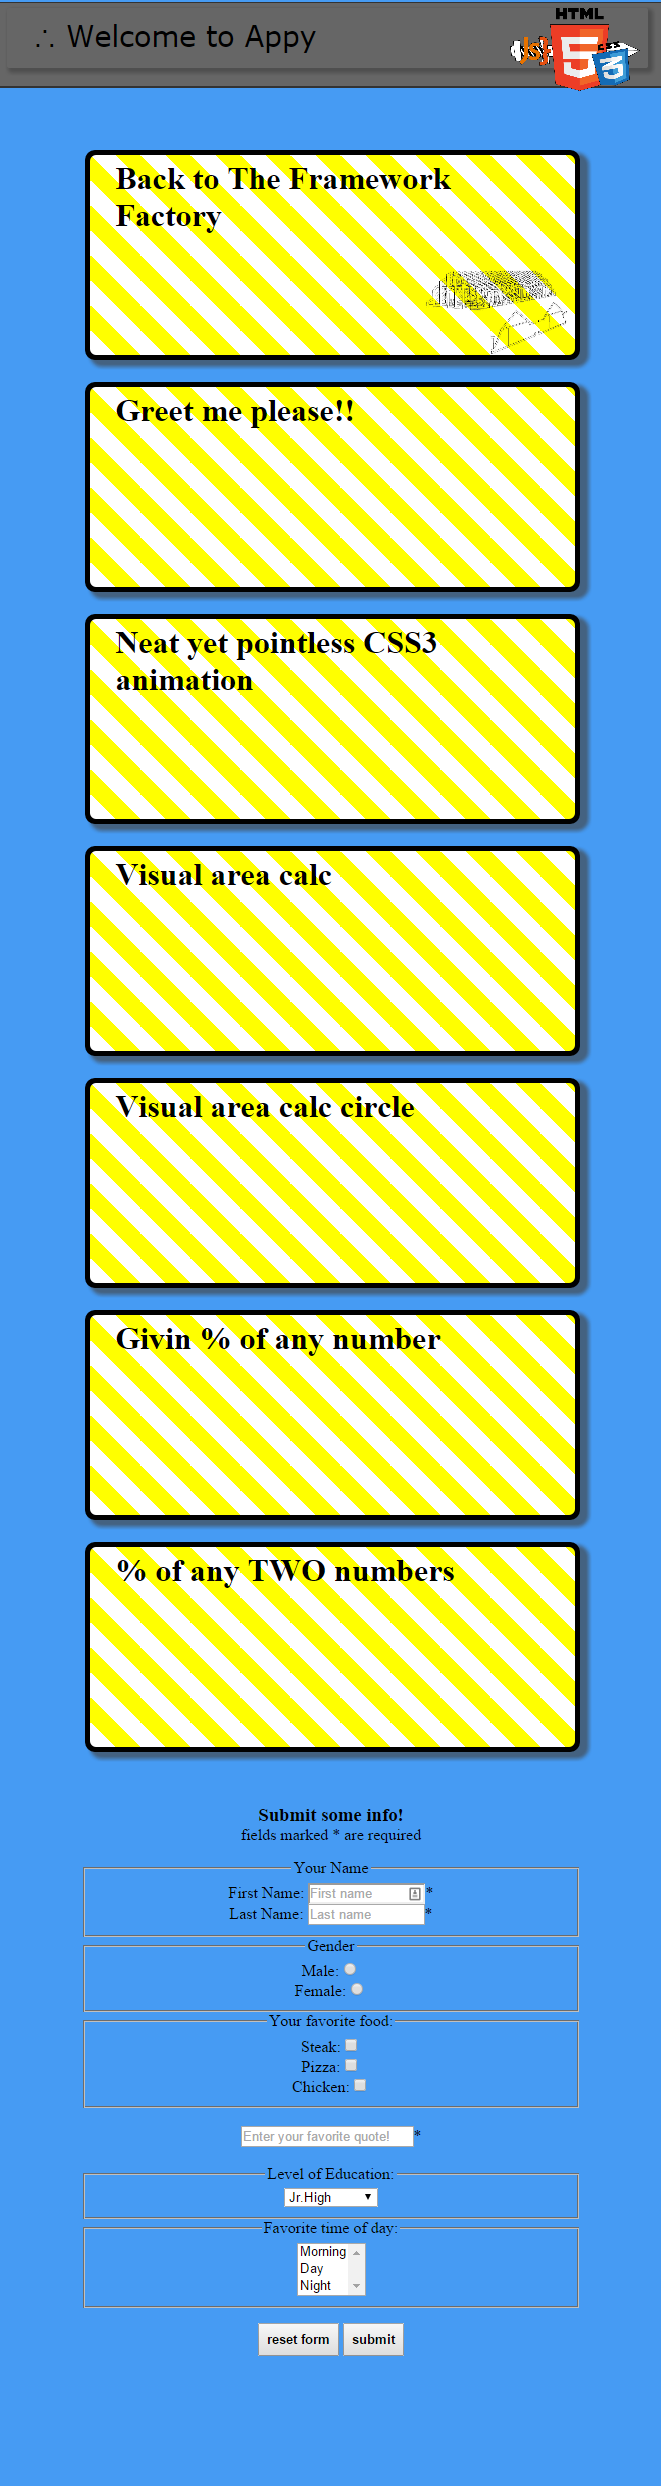 ∴ Welcome to Appy
HTML
JS
5
CSS
3
Back to The Framework
Factory
Greet me please!!
Neat yet pointless CSS3
animation
Visual area calc
Visual area calc circle
Givin % of any number
% of any TWO numbers
Submit some info!
fields marked * are required
Your Name
First Name: First name *
Last Name: Last name *
Gender
Male:
Female:
Your favorite food:
Steak:
Pizza:
Chicken:
Enter your favorite quote! *
Level of Education:
Jr.High
Favorite time of day:
Morning
Day
Night
reset form submit